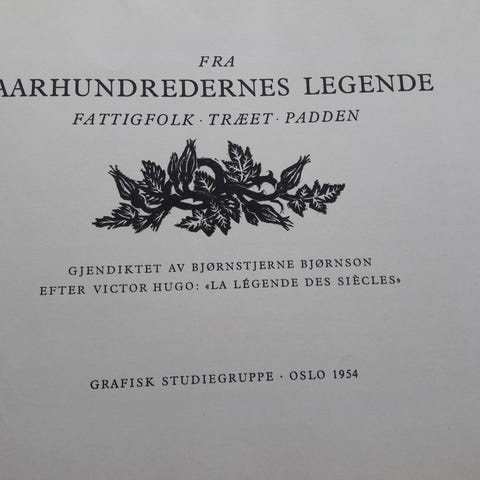 FRA
AARHUNDREDERNES LEGENDE
FATTIGFOLK · TRÆET · PADDEN
GJENDIKTET AV BJØRNSTJERNE BJØRNSON
EFTER VICTOR HUGO: «LA LÉGENDE DES SIÈCLES»
GRAFISK STUDIEGRUPPE · OSLO 1954